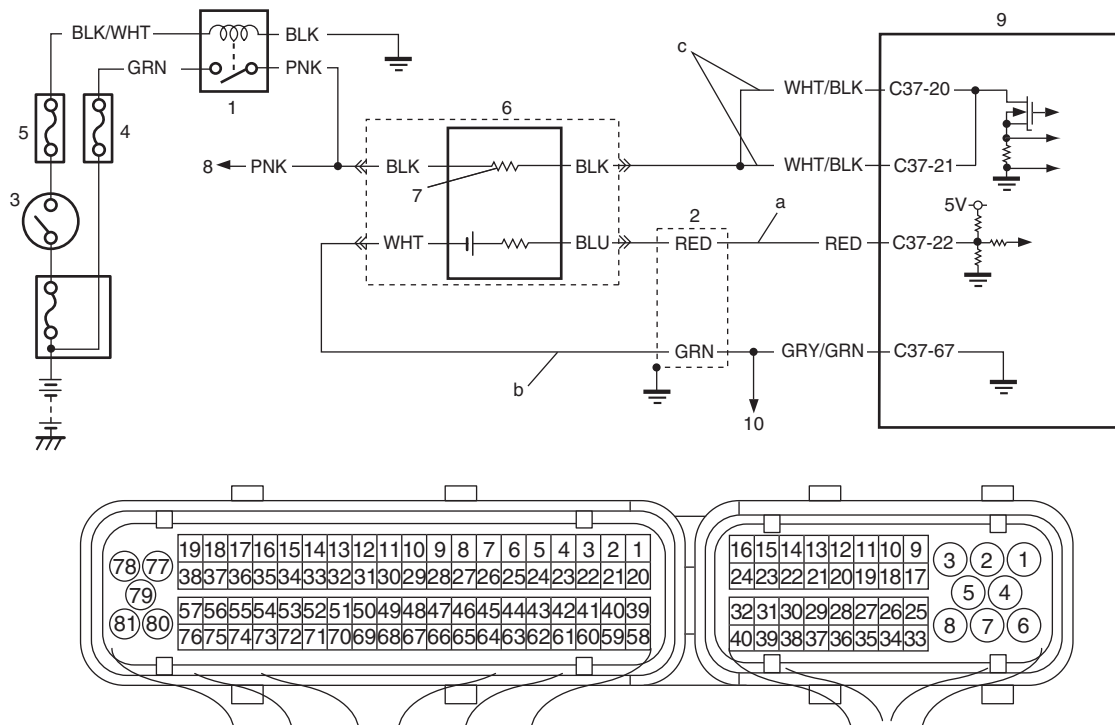 9
BLK/WHT
BLK
c
GRN
PNK
WHT/BLK
C37-20
1
5
4
6
8
PNK
BLK
BLK
WHT/BLK
C37-21
7
3
2
a
5V
WHT
BLU
RED
RED
C37-22
GRN
GRY/GRN
C37-67
b
10
19 18 17 16 15 14 13 12 11 10 9 8 7 6 5 4 3 2 1
38 37 36 35 34 33 32 31 30 29 28 27 26 25 24 23 22 21 20
57 56 55 54 53 52 51 50 49 48 47 46 45 44 43 42 41 40 39
76 75 74 73 72 71 70 69 68 67 66 65 64 63 62 61 60 59 58
78 77
79
81 80
16 15 14 13 12 11 10 9
24 23 22 21 20 19 18 17
32 31 30 29 28 27 26 25
40 39 38 37 36 35 34 33
3 2 1
5 4
8 7 6